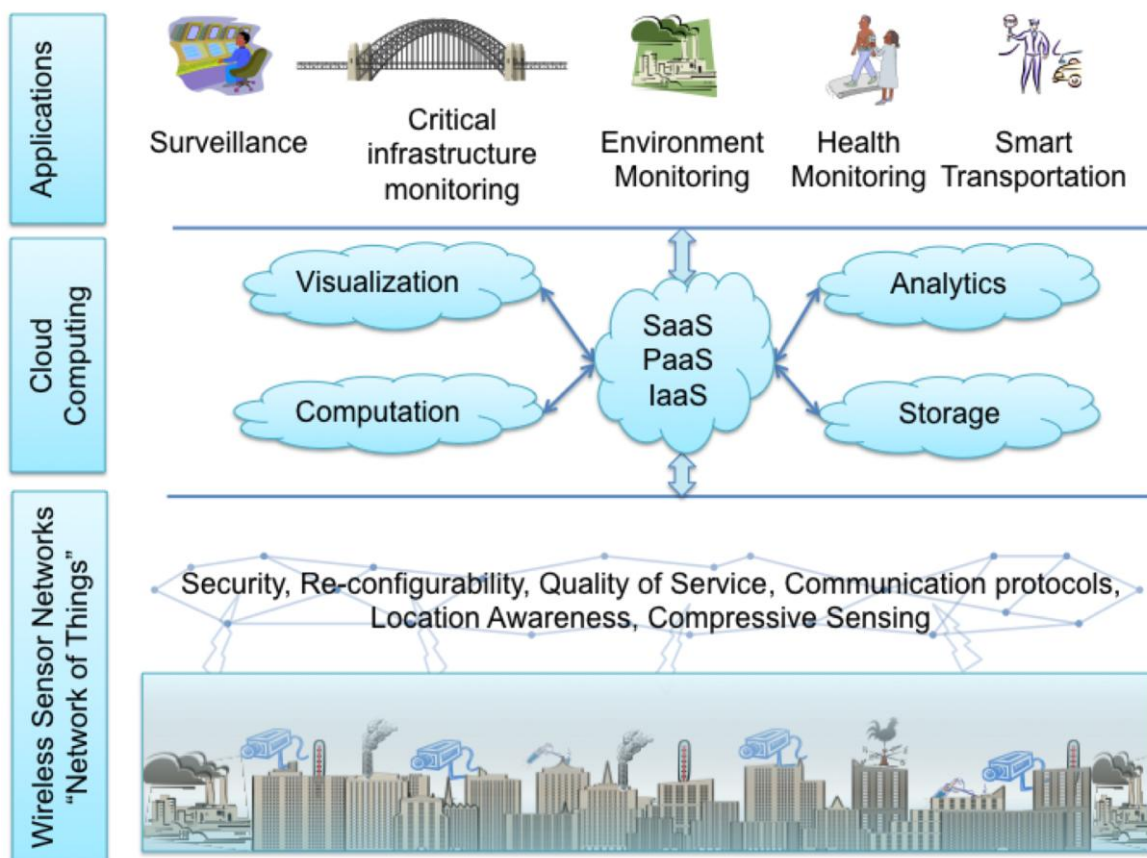 Applications
Surveillance
Critical
infrastructure
monitoring
Environment
Monitoring
Health
Monitoring
Smart
Transportation
Cloud
Computing
Visualization
Computation
SaaS
PaaS
IaaS
Analytics
Storage
Wireless Sensor Networks
“Network of Things”
Security, Re-configurability, Quality of Service, Communication protocols,
Location Awareness, Compressive Sensing